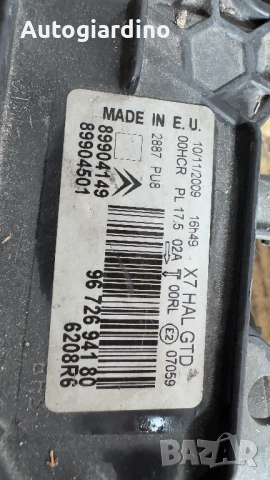 Autogiardino
MADE IN E. U.
10/11/2009 16h49 X7 HAL GTD
00HCR PL 17,5 02A 00RL E2 07059
2887 PU8
89904149
89904501
96 726 941 80
6208R6
bazar